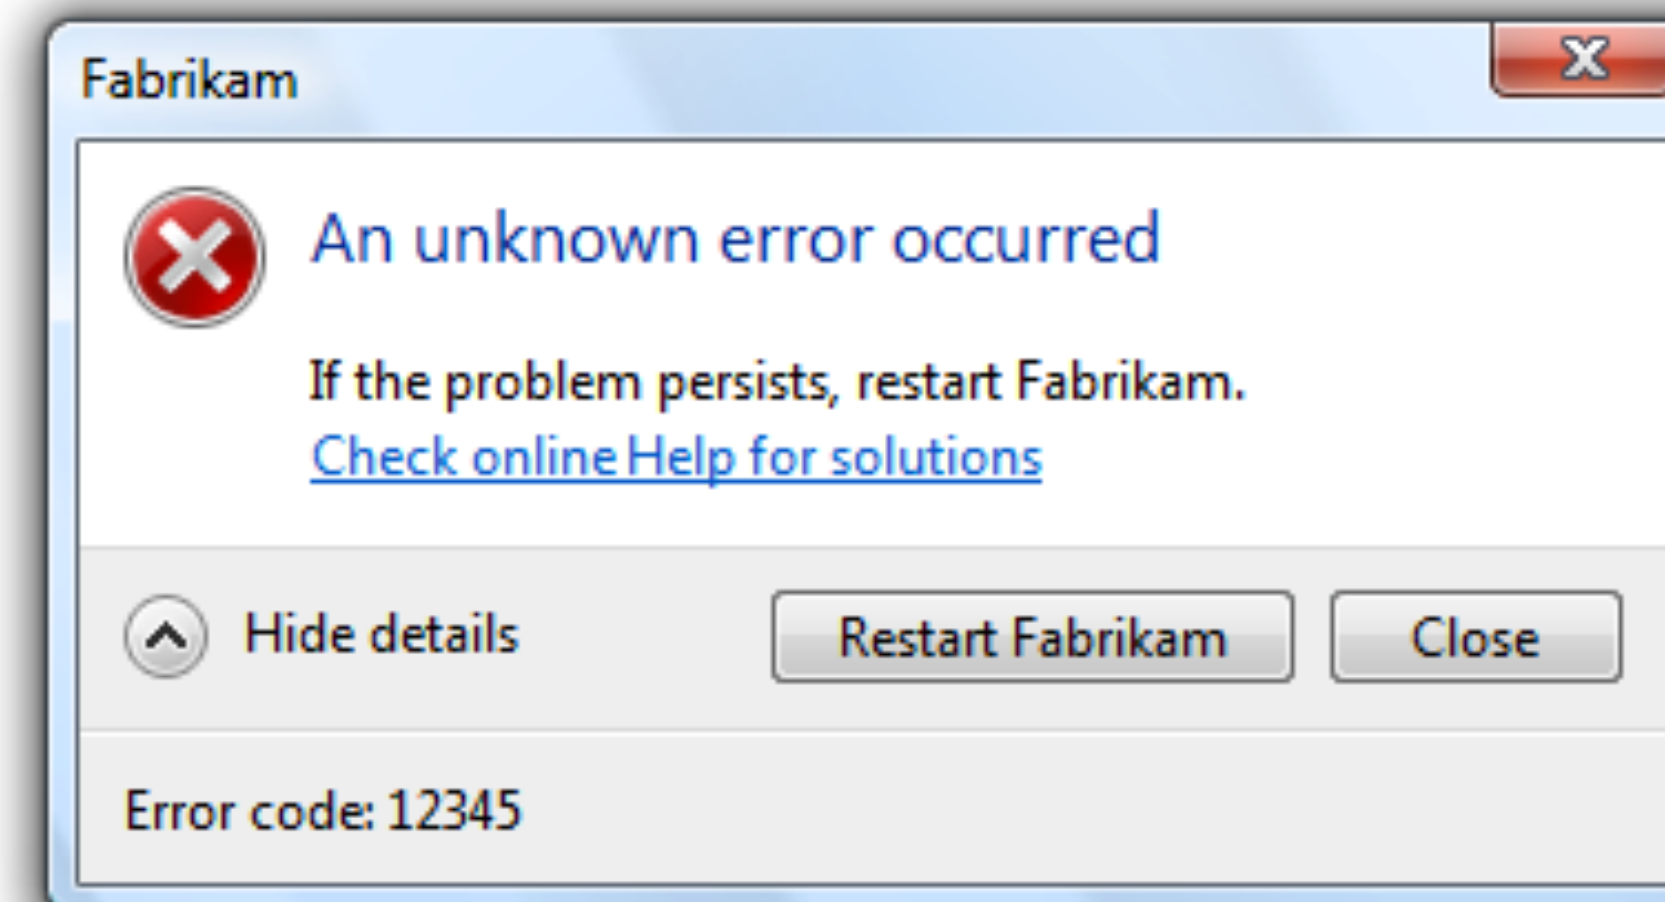 Fabrikam
An unknown error occurred
If the problem persists, restart Fabrikam.
Check online Help for solutions
Hide details
Restart Fabrikam
Close
Error code: 12345